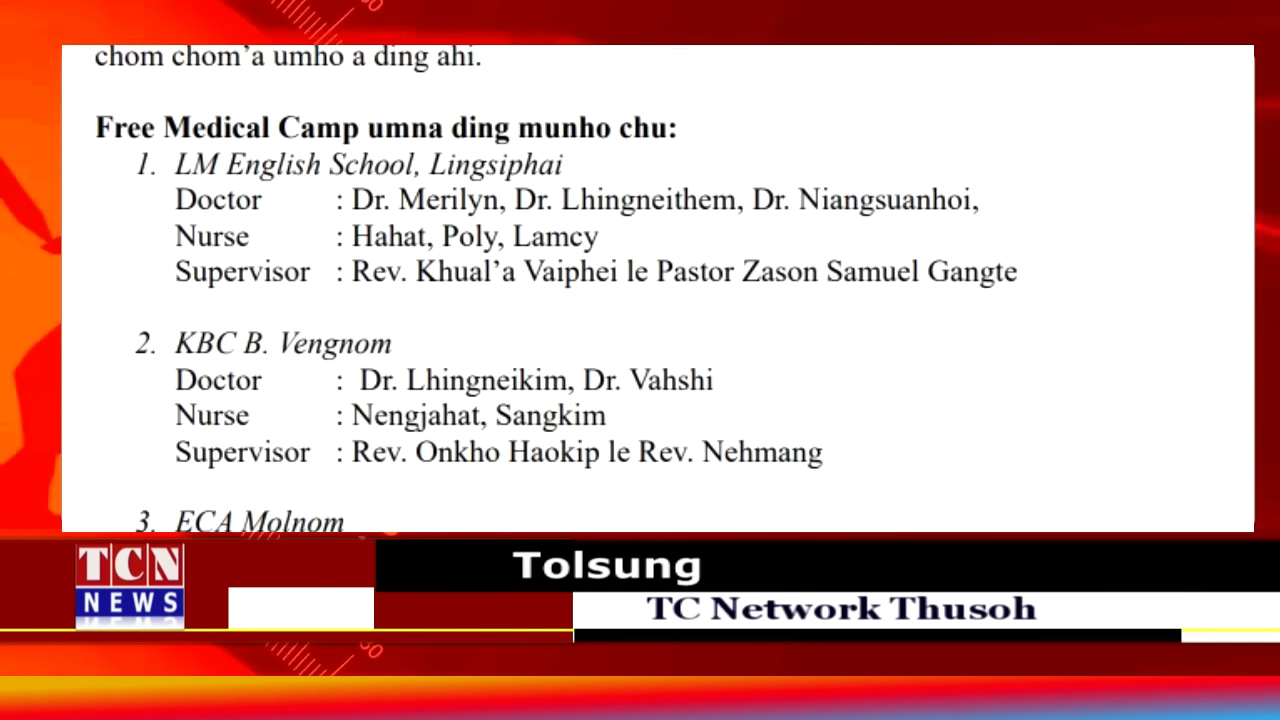 chom chom’a umho a ding ahi.
Free Medical Camp umna ding munho chu:
1. LM English School, Lingsiphai
Doctor : Dr. Merilyn, Dr. Lhingneithem, Dr. Niangsuanhoi,
Nurse : Hahat, Poly, Lamcy
Supervisor : Rev. Khual’a Vaiphei le Pastor Zason Samuel Gangte
2. KBC B. Vengnom
Doctor : Dr. Lhingneikim, Dr. Vahshi
Nurse : Nengjahat, Sangkim
Supervisor : Rev. Onkho Haokip le Rev. Nehmang
3. ECA Molnom
TCN
NEWS
Tolsung
TC Network Thusoh
30
30